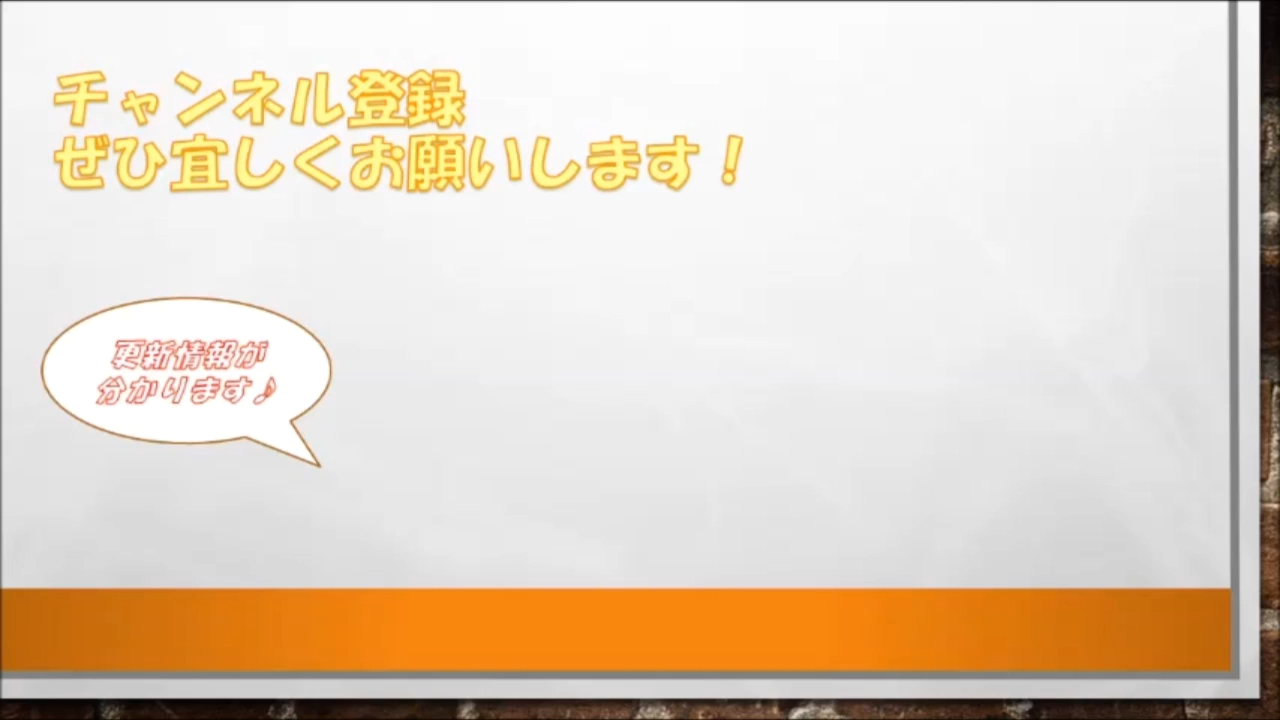 チャンネル登録
ぜひ宜しくお願いします！
更新情報が
分かります♪